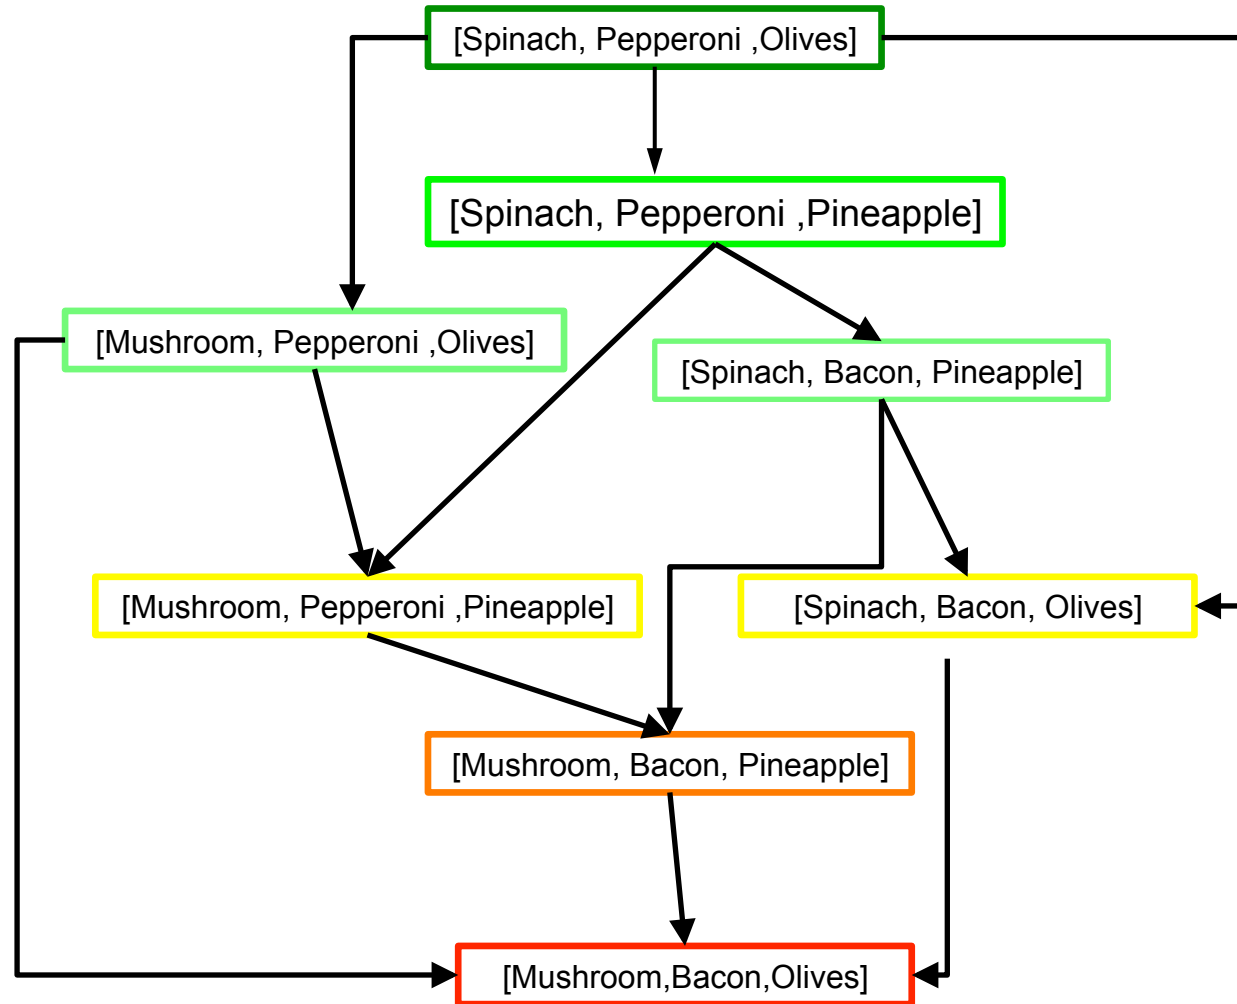 [Spinach, Pepperoni ,Olives]
[Spinach, Pepperoni ,Pineapple]
[Mushroom, Pepperoni ,Olives]
[Spinach, Bacon, Pineapple]
[Mushroom, Pepperoni ,Pineapple]
[Spinach, Bacon, Olives]
[Mushroom, Bacon, Pineapple]
[Mushroom,Bacon,Olives]